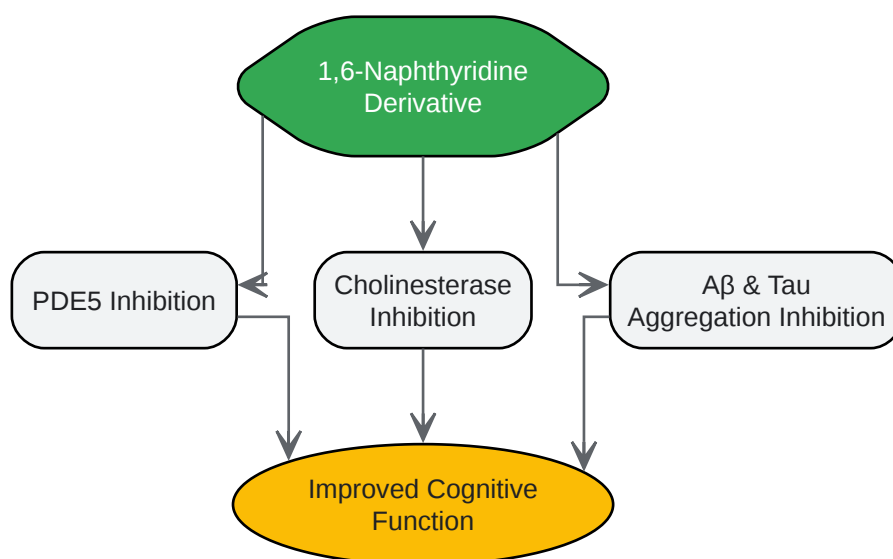 1,6-Naphthyridine
Derivative
PDE5 Inhibition
Cholinesterase
Inhibition
Aβ & Tau
Aggregation Inhibition
Improved Cognitive
Function